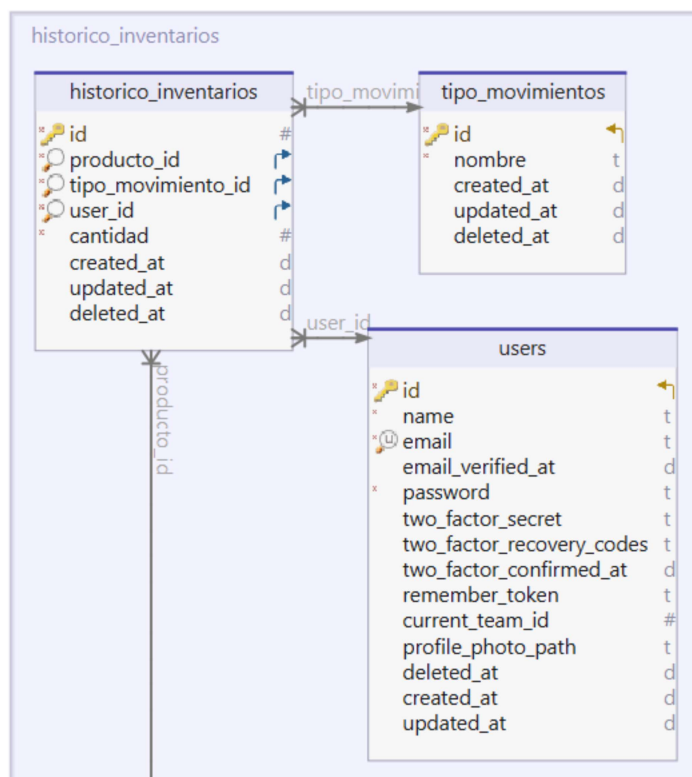 historico_inventarios
historico_inventarios
id #
producto_id
tipo_movimiento_id
user_id
cantidad #
created_at d
updated_at d
deleted_at d
tipo_movimi
tipo_movimientos
id
nombre t
created_at d
updated_at d
deleted_at d
user_id
users
id
name t
email t
email_verified_at d
password t
two_factor_secret t
two_factor_recovery_codes t
two_factor_confirmed_at d
remember_token t
current_team_id #
profile_photo_path t
deleted_at d
created_at d
updated_at d
producto_id